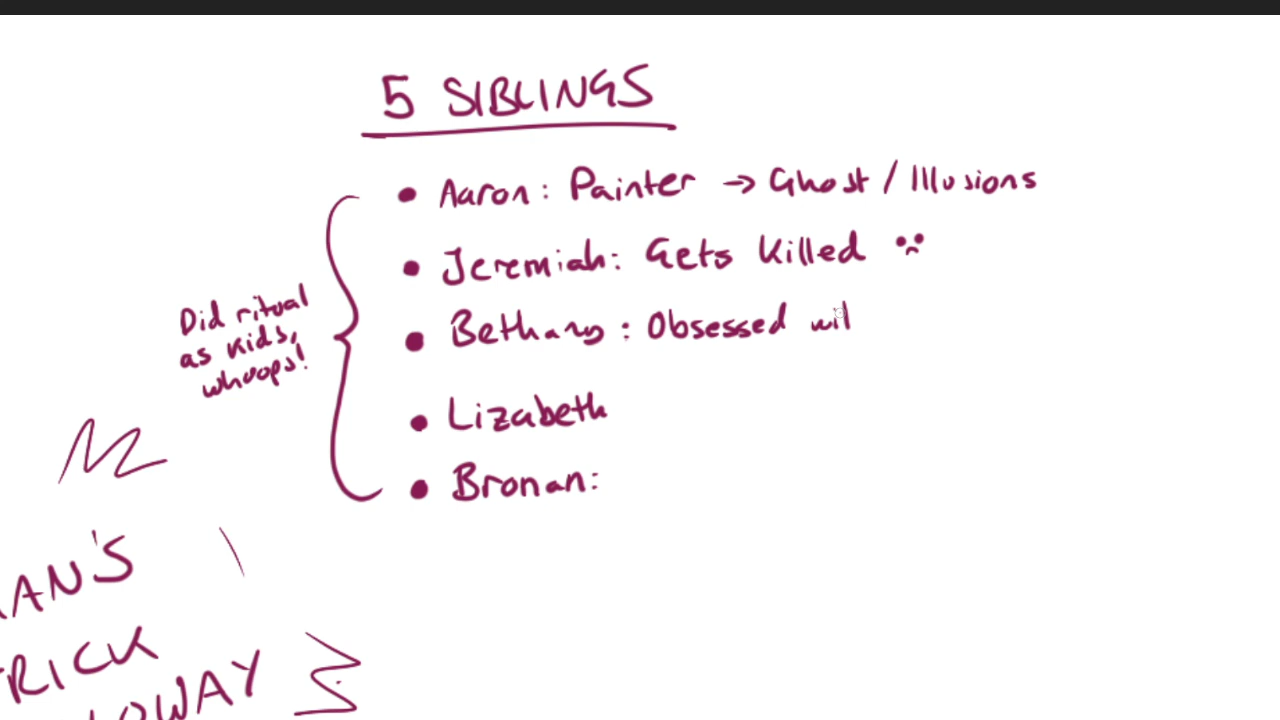 5 SIBLINGS
• Aaron: Painter → Ghost / Illusions
• Jeremiah: Gets Killed
• Bethany: Obsessed wil
• Lizabeth
• Bronan:
Did ritual
as kids,
whoops!
AN'S
RICK
OWAY